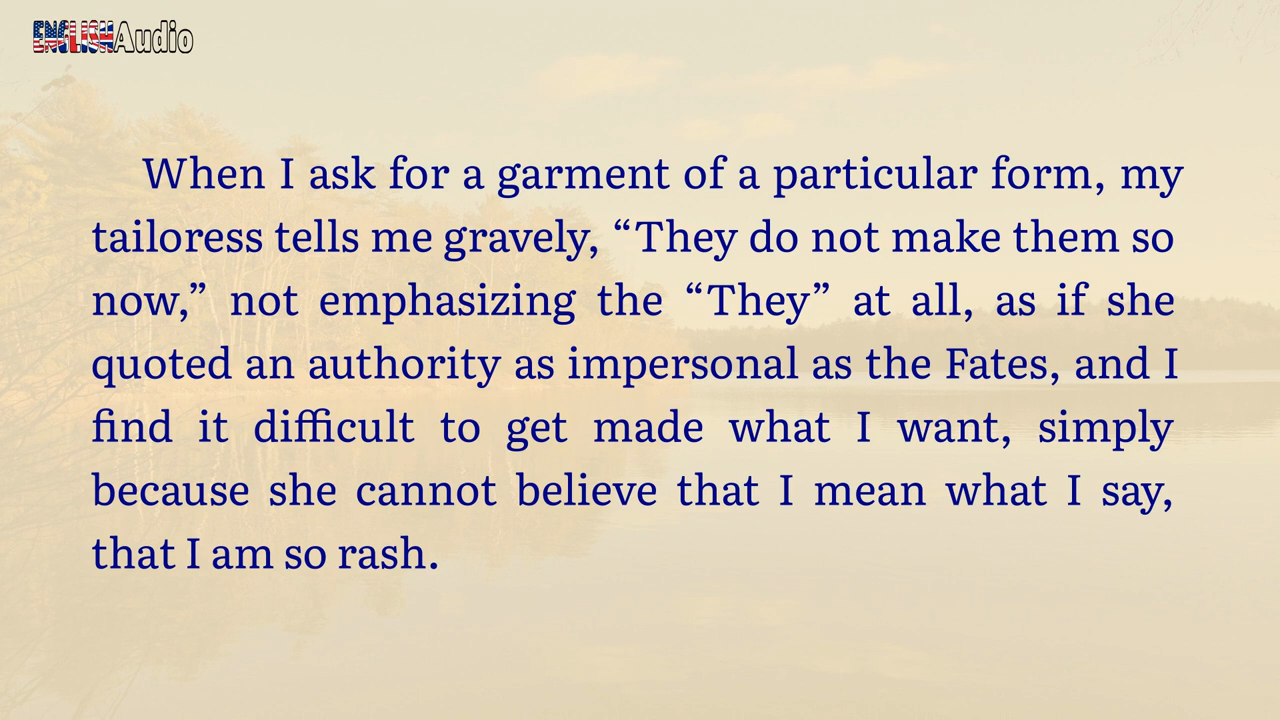 ENGLISHAudio
When I ask for a garment of a particular form, my
tailoress tells me gravely, “They do not make them so
now,” not emphasizing the “They” at all, as if she
quoted an authority as impersonal as the Fates, and I
find it difficult to get made what I want, simply
because she cannot believe that I mean what I say,
that I am so rash.